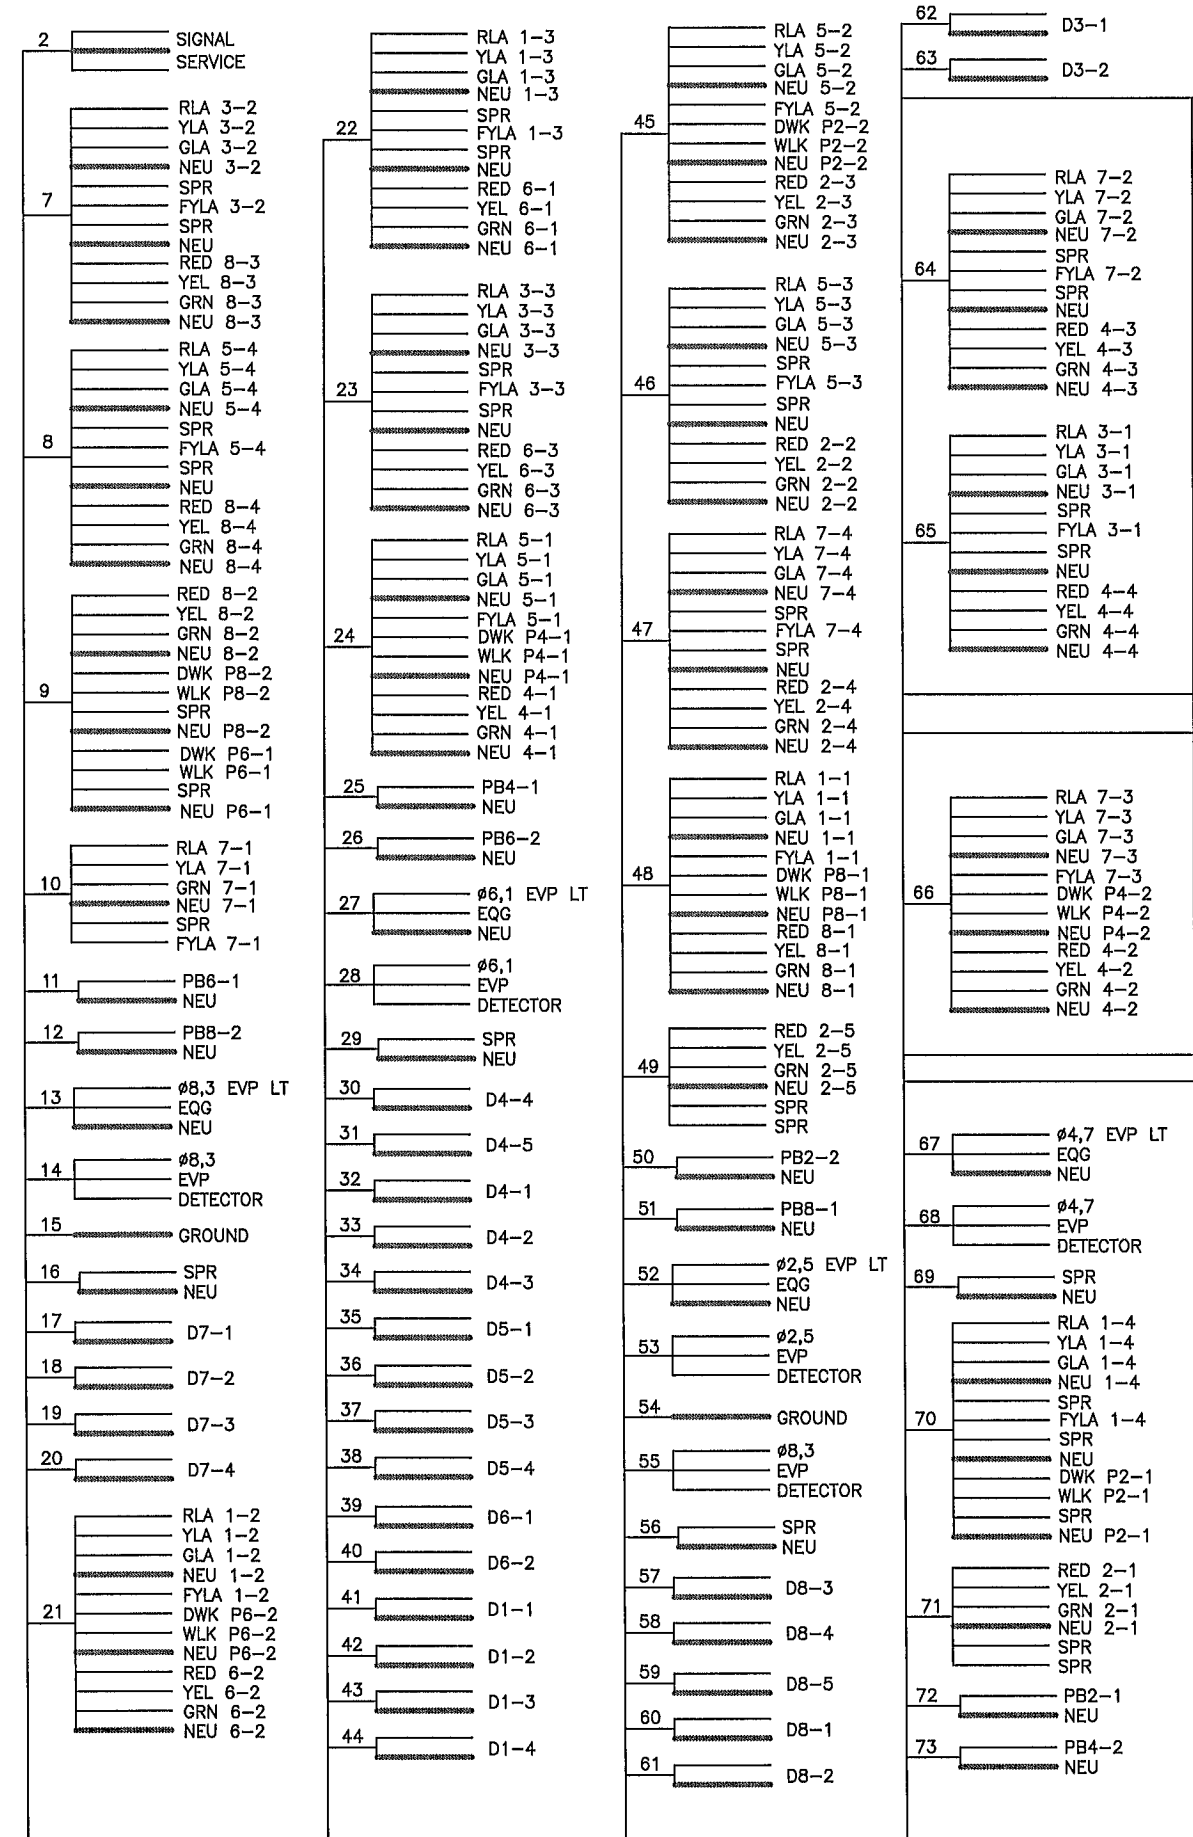 2
SIGNAL
SERVICE
7
RLA 3-2
YLA 3-2
GLA 3-2
NEU 3-2
SPR
FYLA 3-2
SPR
NEU
RED 8-3
YEL 8-3
GRN 8-3
NEU 8-3
8
RLA 5-4
YLA 5-4
GLA 5-4
NEU 5-4
SPR
FYLA 5-4
SPR
NEU
RED 8-4
YEL 8-4
GRN 8-4
NEU 8-4
9
RED 8-2
YEL 8-2
GRN 8-2
NEU 8-2
DWK P8-2
WLK P8-2
SPR
NEU P8-2
DWK P6-1
WLK P6-1
SPR
NEU P6-1
10
RLA 7-1
YLA 7-1
GRN 7-1
NEU 7-1
SPR
FYLA 7-1
11
PB6-1
NEU
12
PB8-2
NEU
13
ø8,3 EVP LT
EQG
NEU
14
ø8,3
EVP
DETECTOR
15
GROUND
16
SPR
NEU
17
D7-1
18
D7-2
19
D7-3
20
D7-4
21
RLA 1-2
YLA 1-2
GLA 1-2
NEU 1-2
FYLA 1-2
DWK P6-2
WLK P6-2
NEU P6-2
RED 6-2
YEL 6-2
GRN 6-2
NEU 6-2
22
RLA 1-3
YLA 1-3
GLA 1-3
NEU 1-3
SPR
FYLA 1-3
SPR
NEU
RED 6-1
YEL 6-1
GRN 6-1
NEU 6-1
23
RLA 3-3
YLA 3-3
GLA 3-3
NEU 3-3
SPR
FYLA 3-3
SPR
NEU
RED 6-3
YEL 6-3
GRN 6-3
NEU 6-3
24
RLA 5-1
YLA 5-1
GLA 5-1
NEU 5-1
FYLA 5-1
DWK P4-1
WLK P4-1
NEU P4-1
RED 4-1
YEL 4-1
GRN 4-1
NEU 4-1
25
PB4-1
NEU
26
PB6-2
NEU
27
ø6,1 EVP LT
EQG
NEU
28
ø6,1
EVP
DETECTOR
29
SPR
NEU
30
D4-4
31
D4-5
32
D4-1
33
D4-2
34
D4-3
35
D5-1
36
D5-2
37
D5-3
38
D5-4
39
D6-1
40
D6-2
41
D1-1
42
D1-2
43
D1-3
44
D1-4
45
RLA 5-2
YLA 5-2
GLA 5-2
NEU 5-2
FYLA 5-2
DWK P2-2
WLK P2-2
NEU P2-2
RED 2-3
YEL 2-3
GRN 2-3
NEU 2-3
46
RLA 5-3
YLA 5-3
GLA 5-3
NEU 5-3
SPR
FYLA 5-3
SPR
NEU
RED 2-2
YEL 2-2
GRN 2-2
NEU 2-2
47
RLA 7-4
YLA 7-4
GLA 7-4
NEU 7-4
SPR
FYLA 7-4
SPR
NEU
RED 2-4
YEL 2-4
GRN 2-4
NEU 2-4
48
RLA 1-1
YLA 1-1
GLA 1-1
NEU 1-1
FYLA 1-1
DWK P8-1
WLK P8-1
NEU P8-1
RED 8-1
YEL 8-1
GRN 8-1
NEU 8-1
49
RED 2-5
YEL 2-5
GRN 2-5
NEU 2-5
SPR
SPR
50
PB2-2
NEU
51
PB8-1
NEU
52
ø2,5 EVP LT
EQG
NEU
53
ø2,5
EVP
DETECTOR
54
GROUND
55
ø8,3
EVP
DETECTOR
56
SPR
NEU
57
D8-3
58
D8-4
59
D8-5
60
D8-1
61
D8-2
62
D3-1
63
D3-2
64
RLA 7-2
YLA 7-2
GLA 7-2
NEU 7-2
SPR
FYLA 7-2
SPR
NEU
RED 4-3
YEL 4-3
GRN 4-3
NEU 4-3
65
RLA 3-1
YLA 3-1
GLA 3-1
NEU 3-1
SPR
FYLA 3-1
SPR
NEU
RED 4-4
YEL 4-4
GRN 4-4
NEU 4-4
66
RLA 7-3
YLA 7-3
GLA 7-3
NEU 7-3
FYLA 7-3
DWK P4-2
WLK P4-2
NEU P4-2
RED 4-2
YEL 4-2
GRN 4-2
NEU 4-2
67
ø4,7 EVP LT
EQG
NEU
68
ø4,7
EVP
DETECTOR
69
SPR
NEU
70
RLA 1-4
YLA 1-4
GLA 1-4
NEU 1-4
SPR
FYLA 1-4
SPR
NEU
DWK P2-1
WLK P2-1
SPR
NEU P2-1
71
RED 2-1
YEL 2-1
GRN 2-1
NEU 2-1
SPR
SPR
72
PB2-1
NEU
73
PB4-2
NEU